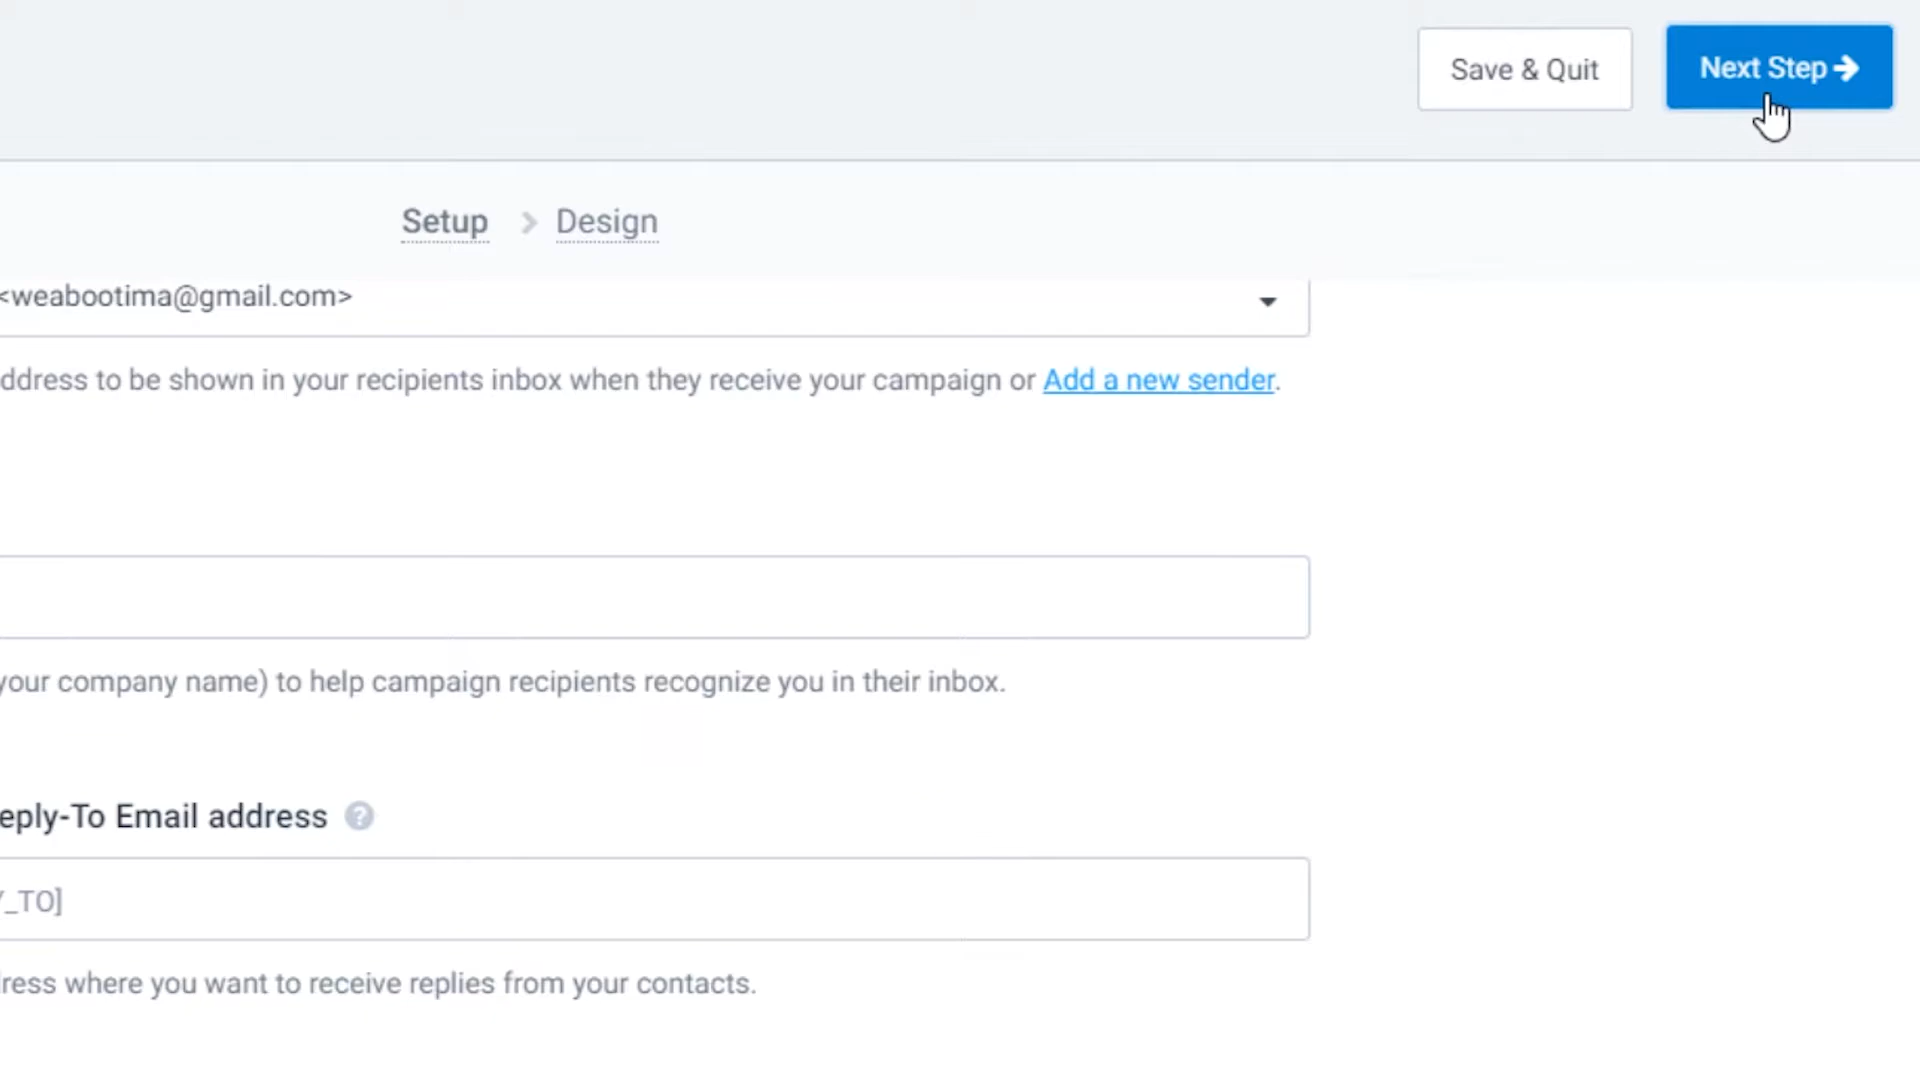 Save & Quit
Next Step
Setup
Design
<weabootima@gmail.com>
ddress to be shown in your recipients inbox when they receive your campaign or Add a new sender.
your company name) to help campaign recipients recognize you in their inbox.
eply-To Email address ?
_TO]
ress where you want to receive replies from your contacts.